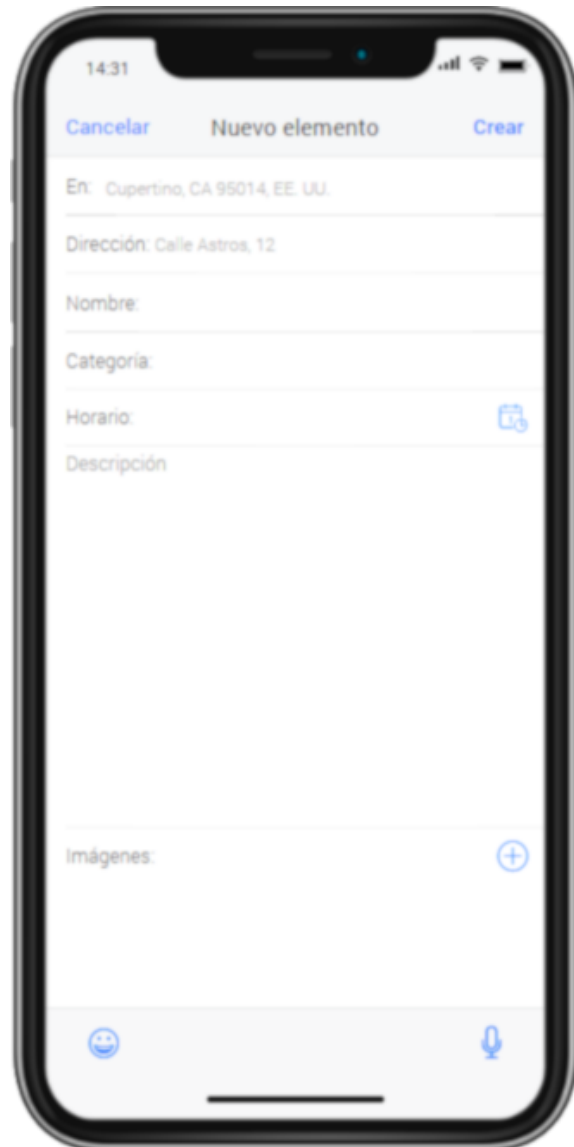 14:31
Cancelar Nuevo elemento Crear
En: Cupertino, CA 95014, EE. UU.
Dirección: Calle Astros, 12
Nombre:
Categoría:
Horario:
Descripción
Imágenes: